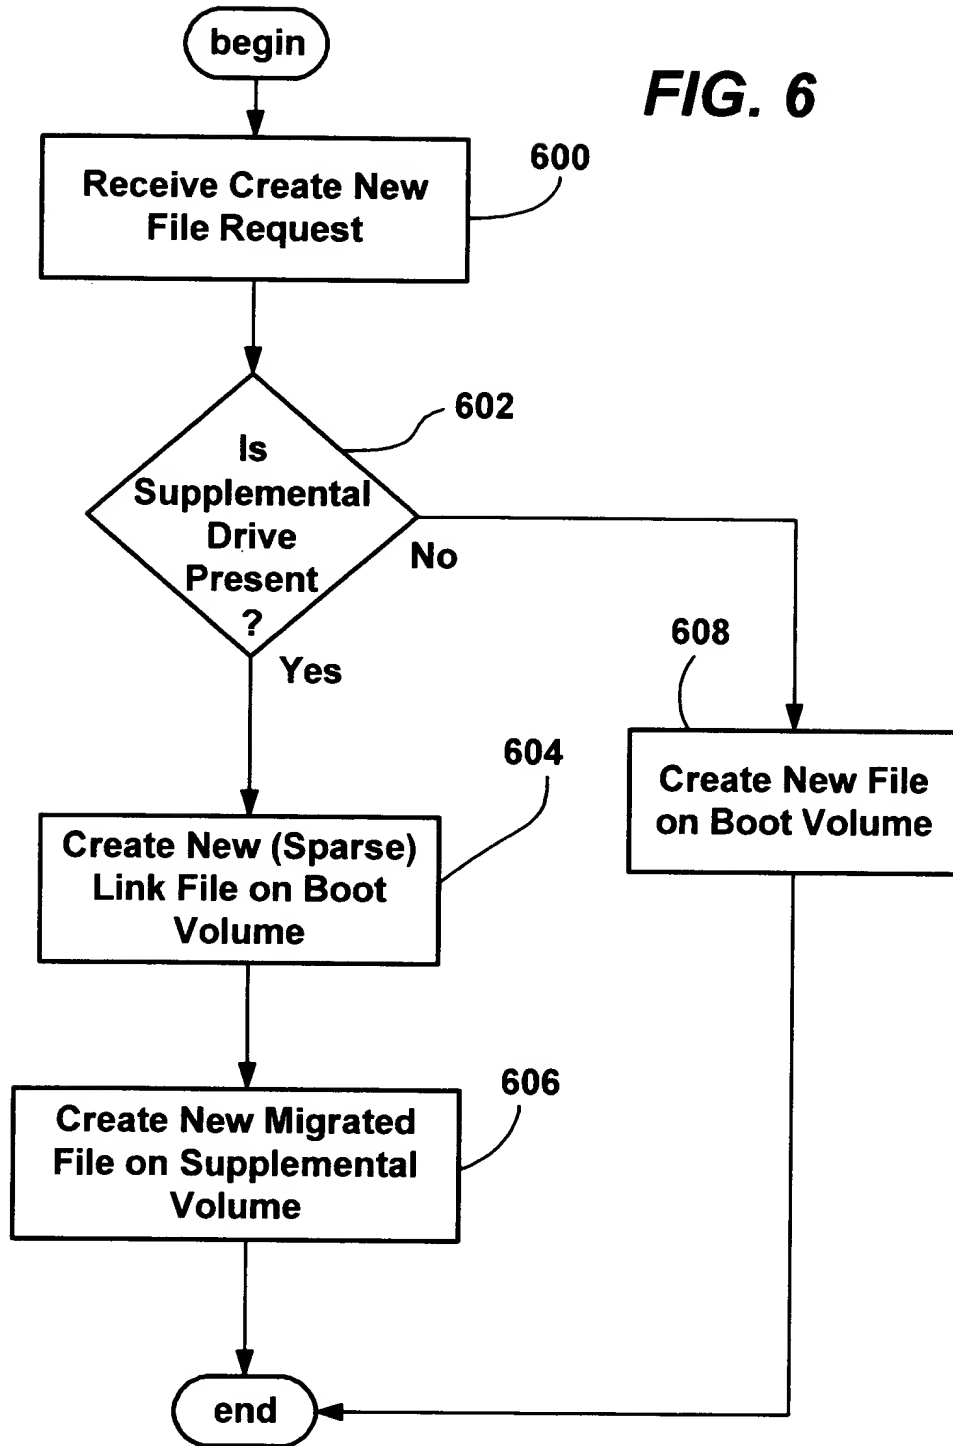 begin
FIG. 6
600
Receive Create New
File Request
602
Is
Supplemental
Drive
Present
?
No
Yes
608
604
Create New File
on Boot Volume
Create New (Sparse)
Link File on Boot
Volume
606
Create New Migrated
File on Supplemental
Volume
end